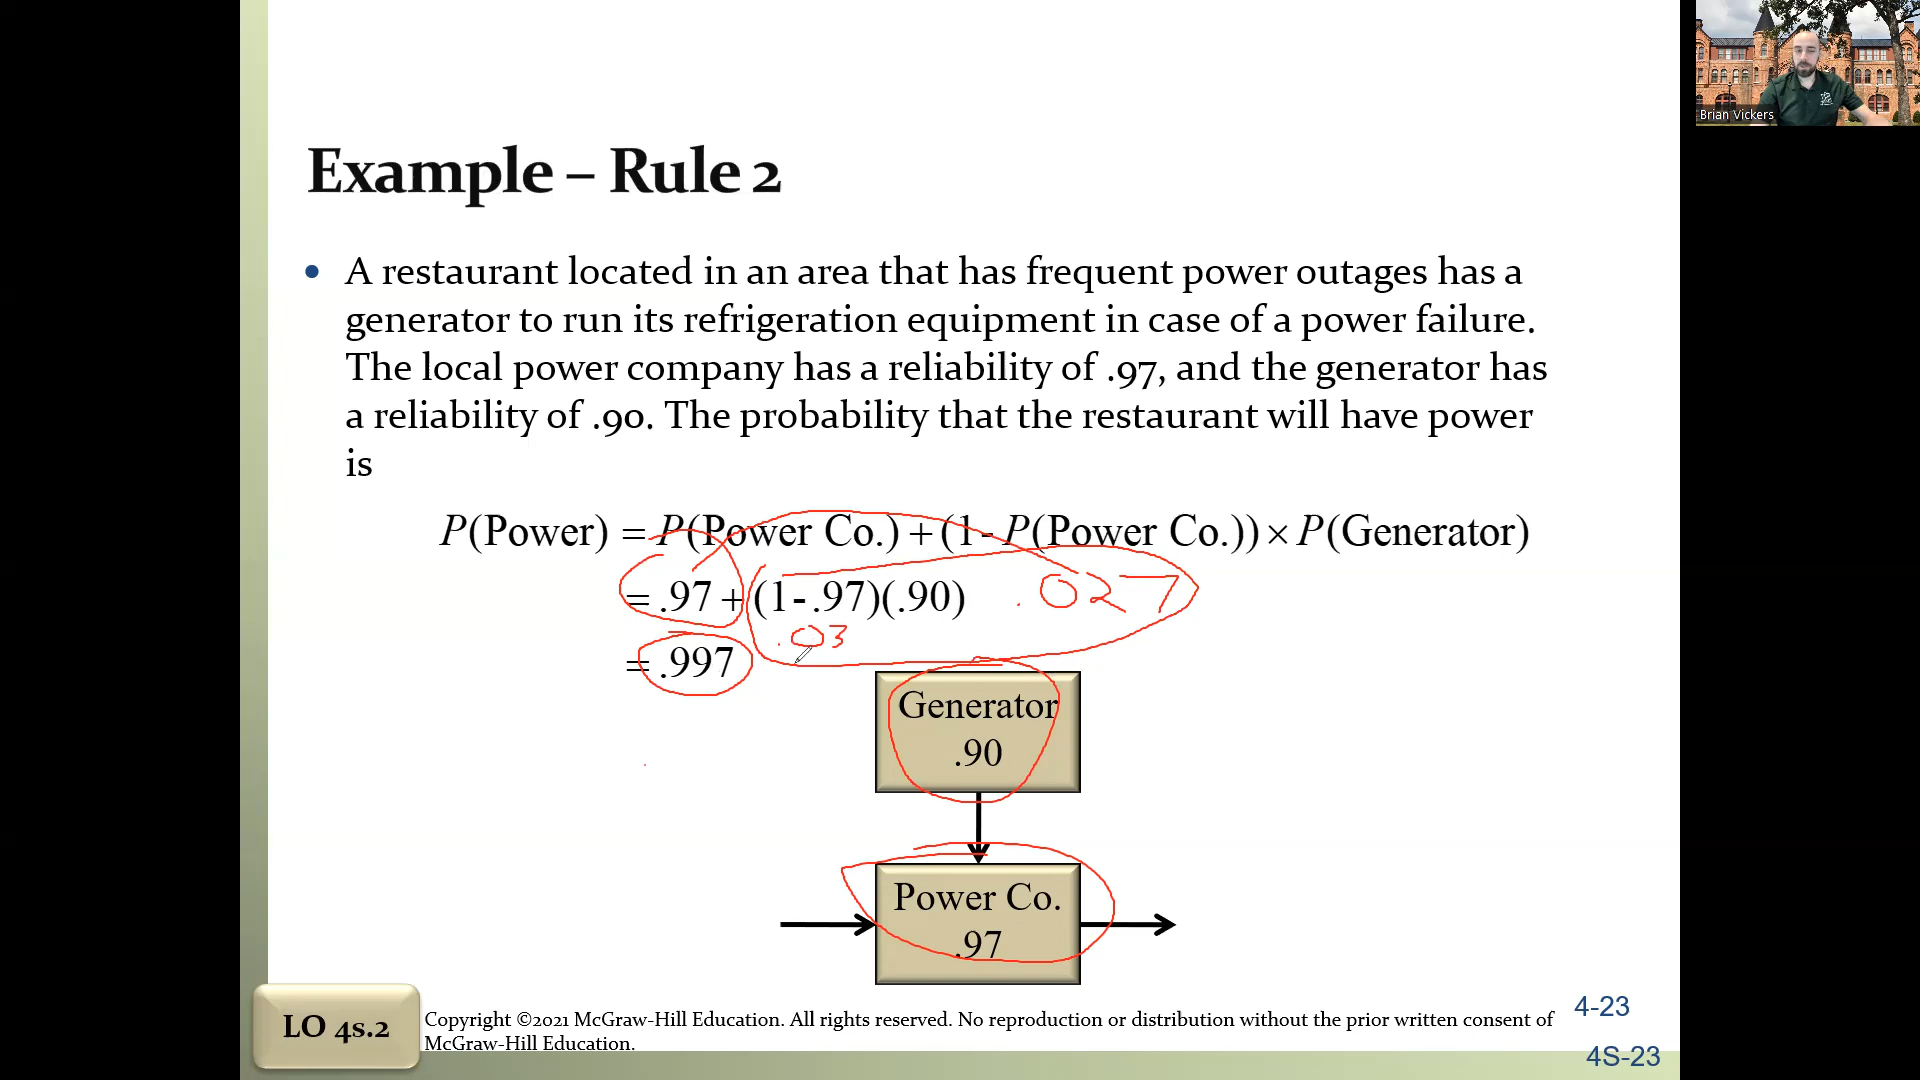 Brian Vickers
Example – Rule 2
• A restaurant located in an area that has frequent power outages has a
generator to run its refrigeration equipment in case of a power failure.
The local power company has a reliability of .97, and the generator has
a reliability of .90. The probability that the restaurant will have power
is
P(Power) = P(Power Co.) + (1- P(Power Co.)) × P(Generator)
= .97 + (1-.97)(.90) .027
.03
= .997
Generator
.90
Power Co.
.97
LO 4s.2
Copyright ©2021 McGraw-Hill Education. All rights reserved. No reproduction or distribution without the prior written consent of
McGraw-Hill Education.
4-23
4S-23